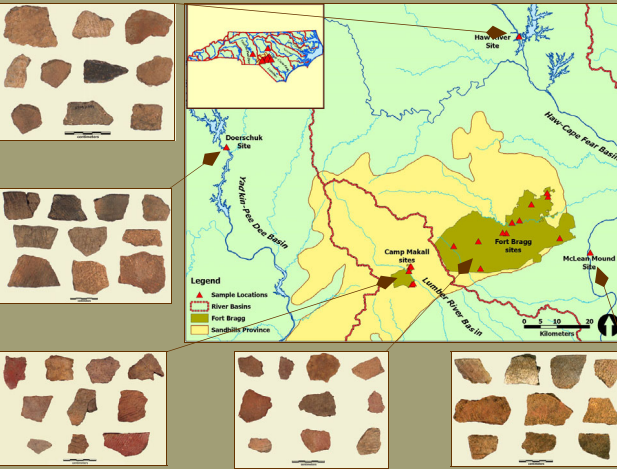 Haw River
Site
Haw-Cape Fear Basin
Doerschuk
Site
Yadkin-Pee Dee Basin
Fort Bragg
sites
Camp Makall
sites
McLean Mound
Site
Lumber River Basin
Legend
Sample Locations
River Basins
Fort Bragg
Sandhills Province
0 5 10 20
Kilometers